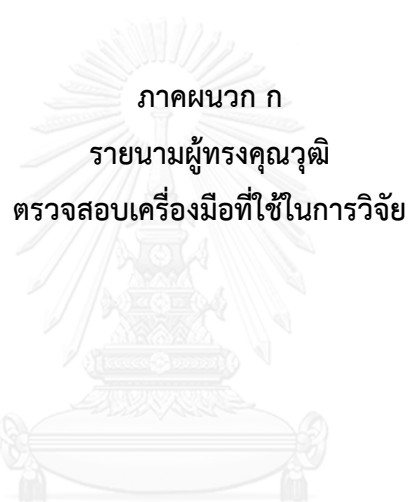 ภาคผนวก ก
รายนามผู้ทรงคุณวุฒิ
ตรวจสอบเครื่องมือที่ใช้ในการวิจัย